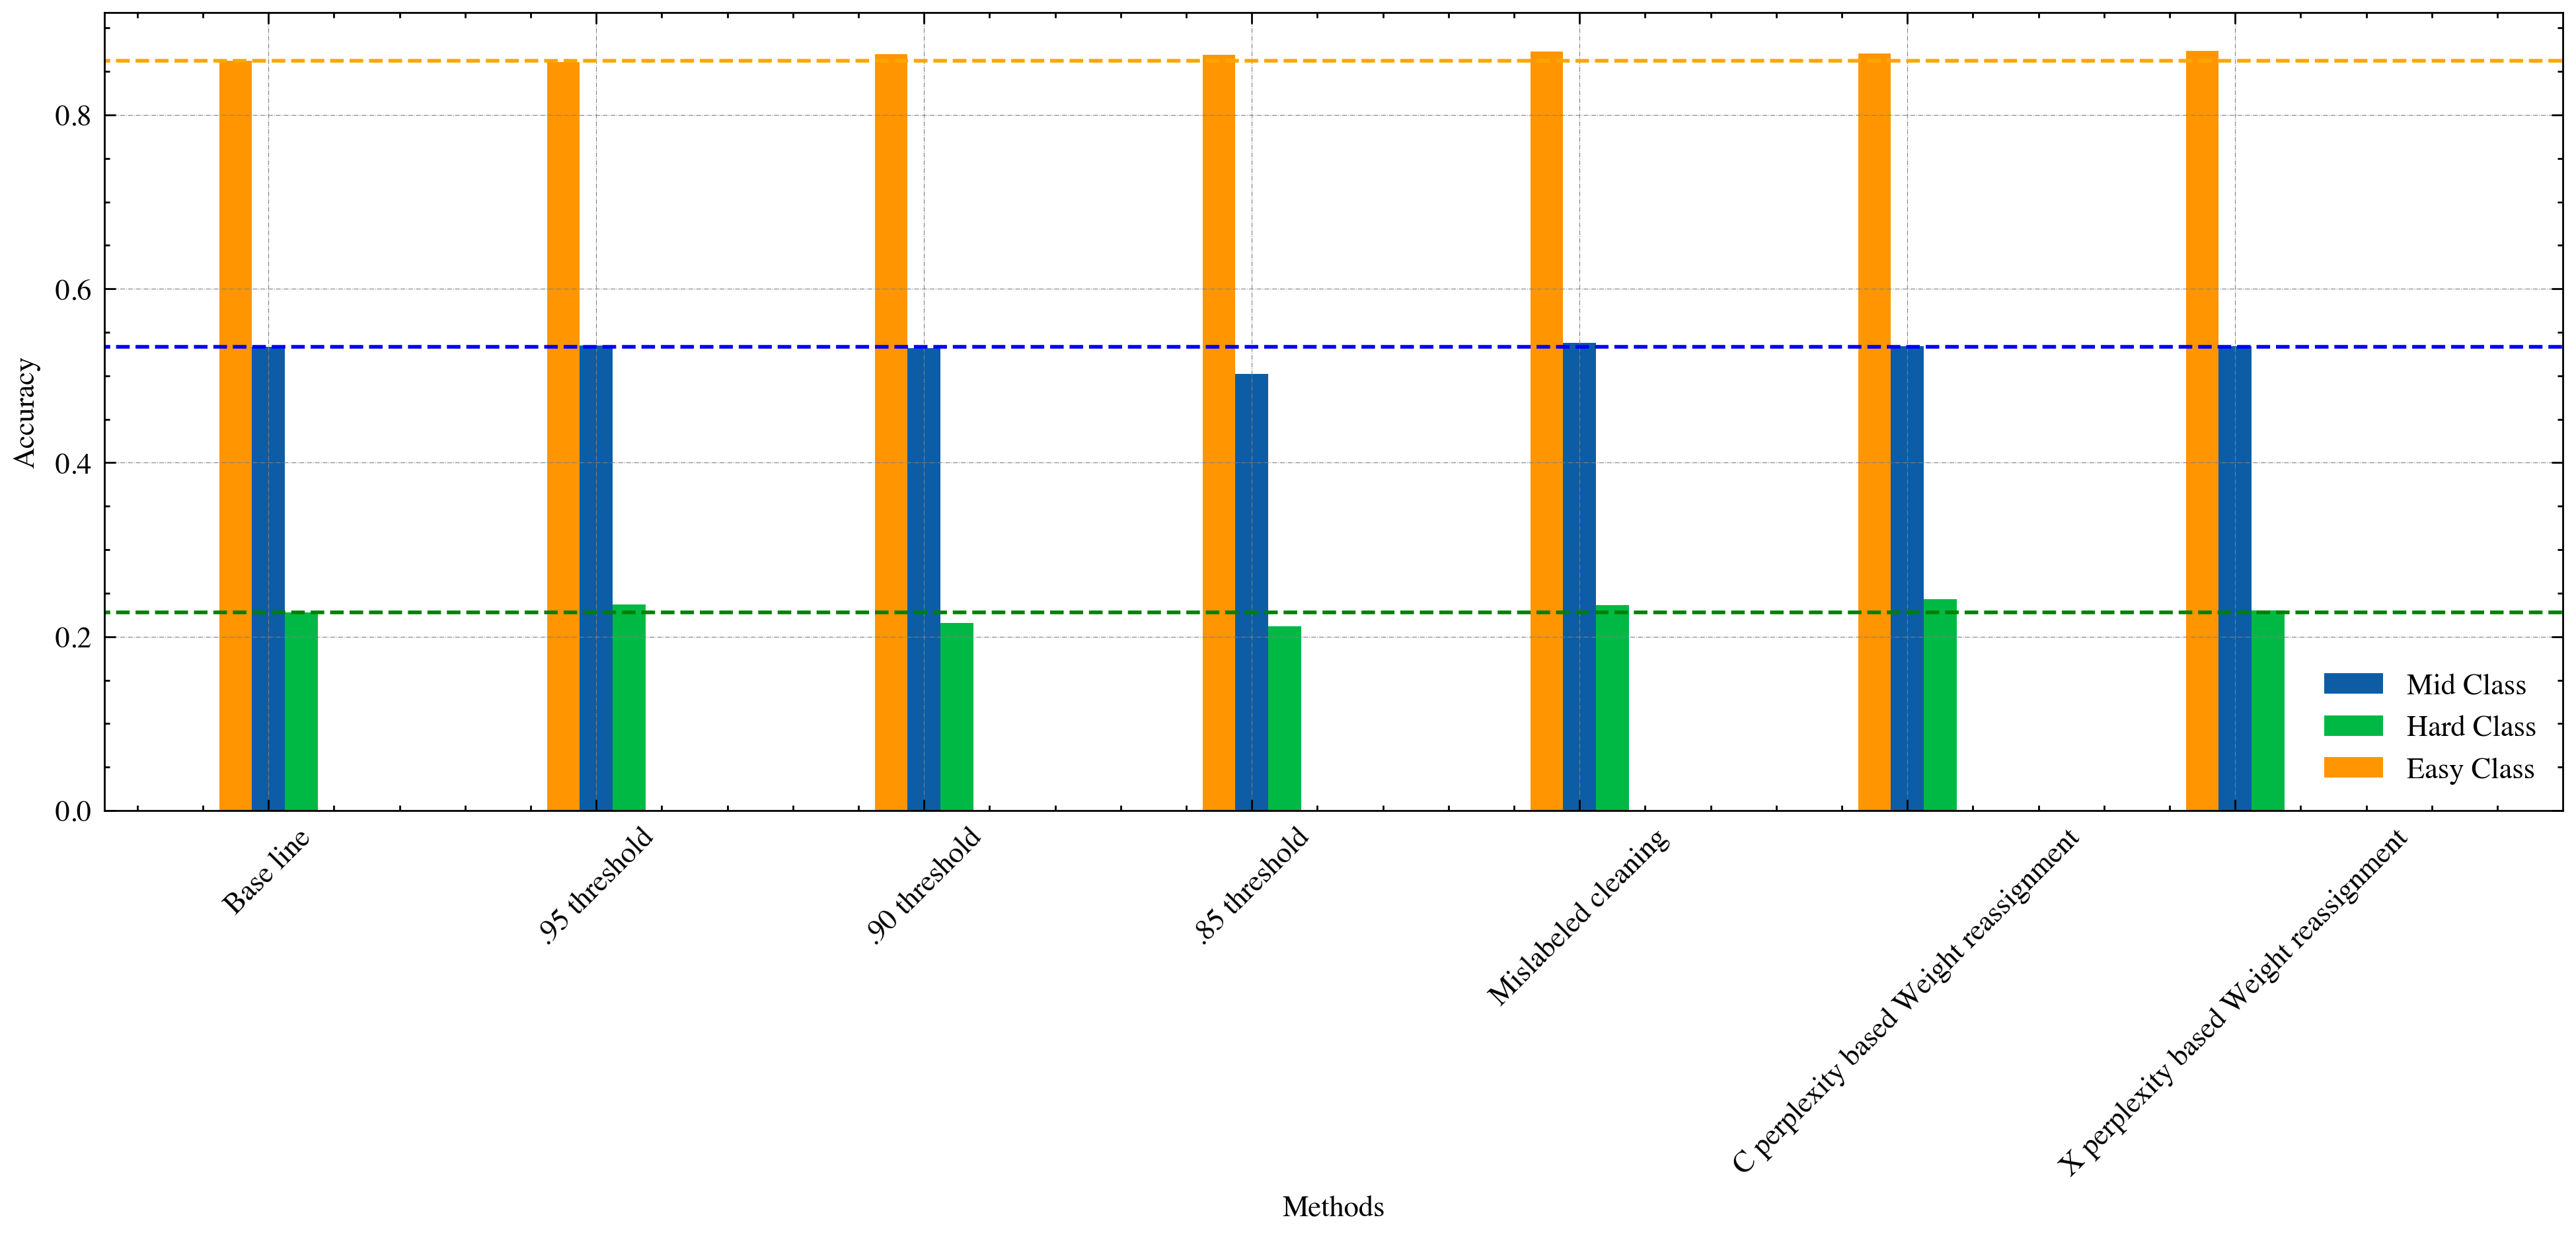 Accuracy
0.8
0.6
0.4
0.2
0.0
Mid Class
Hard Class
Easy Class
Base line
.95 threshold
.90 threshold
.85 threshold
Mislabeled cleaning
C perplexity based Weight reassignment
X perplexity based Weight reassignment
Methods